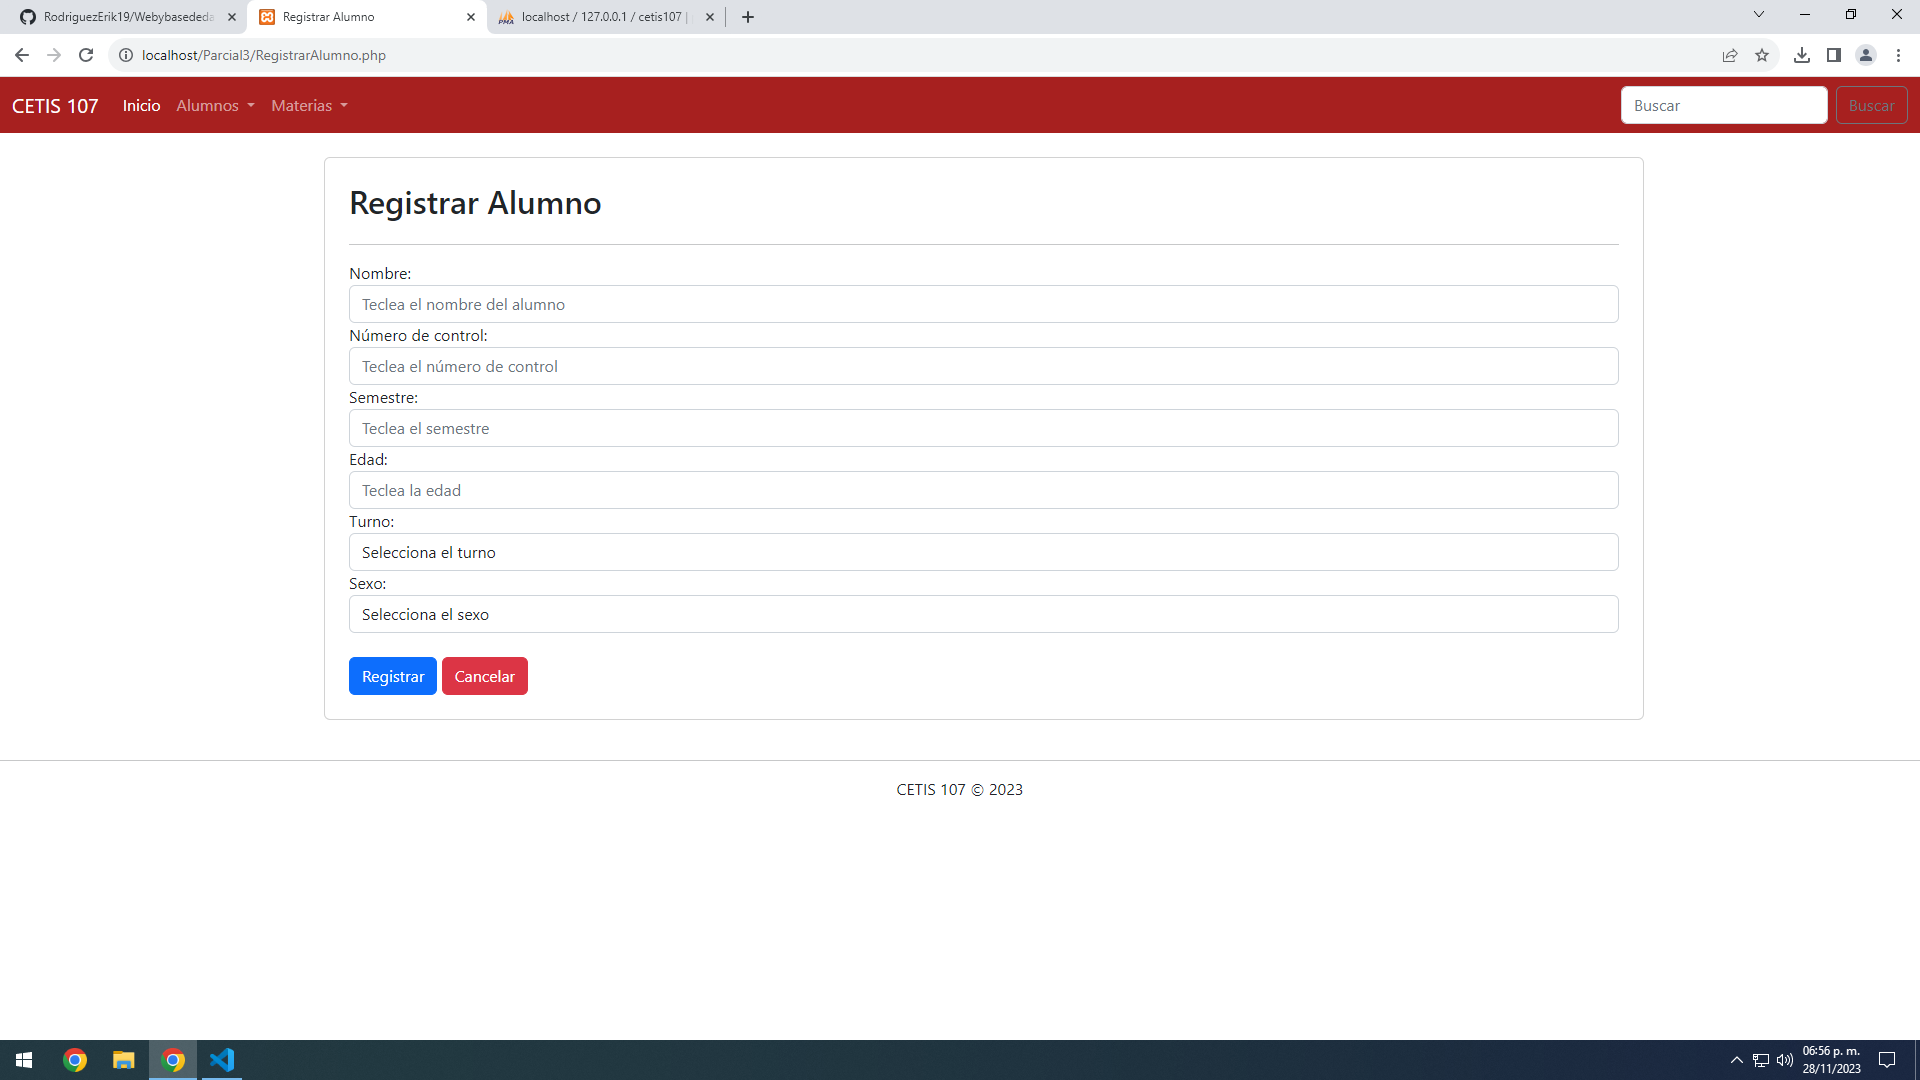 RodriguezErik19/Webybasededa
Registrar Alumno
localhost / 127.0.0.1 / cetis107 |
localhost/Parcial3/RegistrarAlumno.php
CETIS 107 Inicio Alumnos Materias Buscar Buscar
Registrar Alumno
Nombre:
Teclea el nombre del alumno
Número de control:
Teclea el número de control
Semestre:
Teclea el semestre
Edad:
Teclea la edad
Turno:
Selecciona el turno
Sexo:
Selecciona el sexo
Registrar Cancelar
CETIS 107 © 2023
06:56 p. m.
28/11/2023